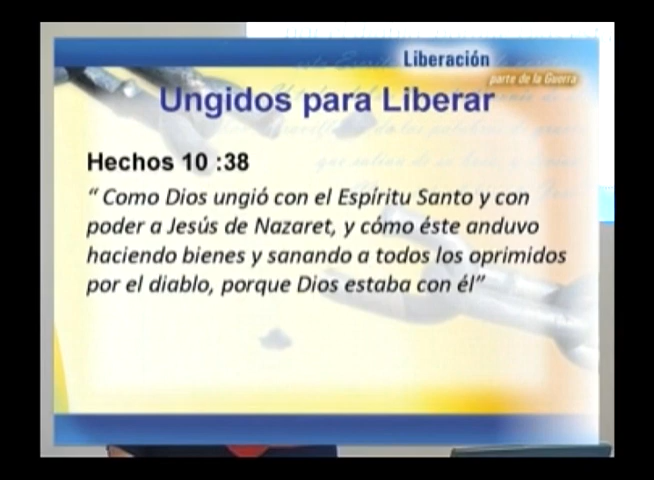 Liberación
parte de la Guerra
Ungidos para Liberar
Hechos 10 :38
“ Como Dios ungió con el Espíritu Santo y con
poder a Jesús de Nazaret, y cómo éste anduvo
haciendo bienes y sanando a todos los oprimidos
por el diablo, porque Dios estaba con él”